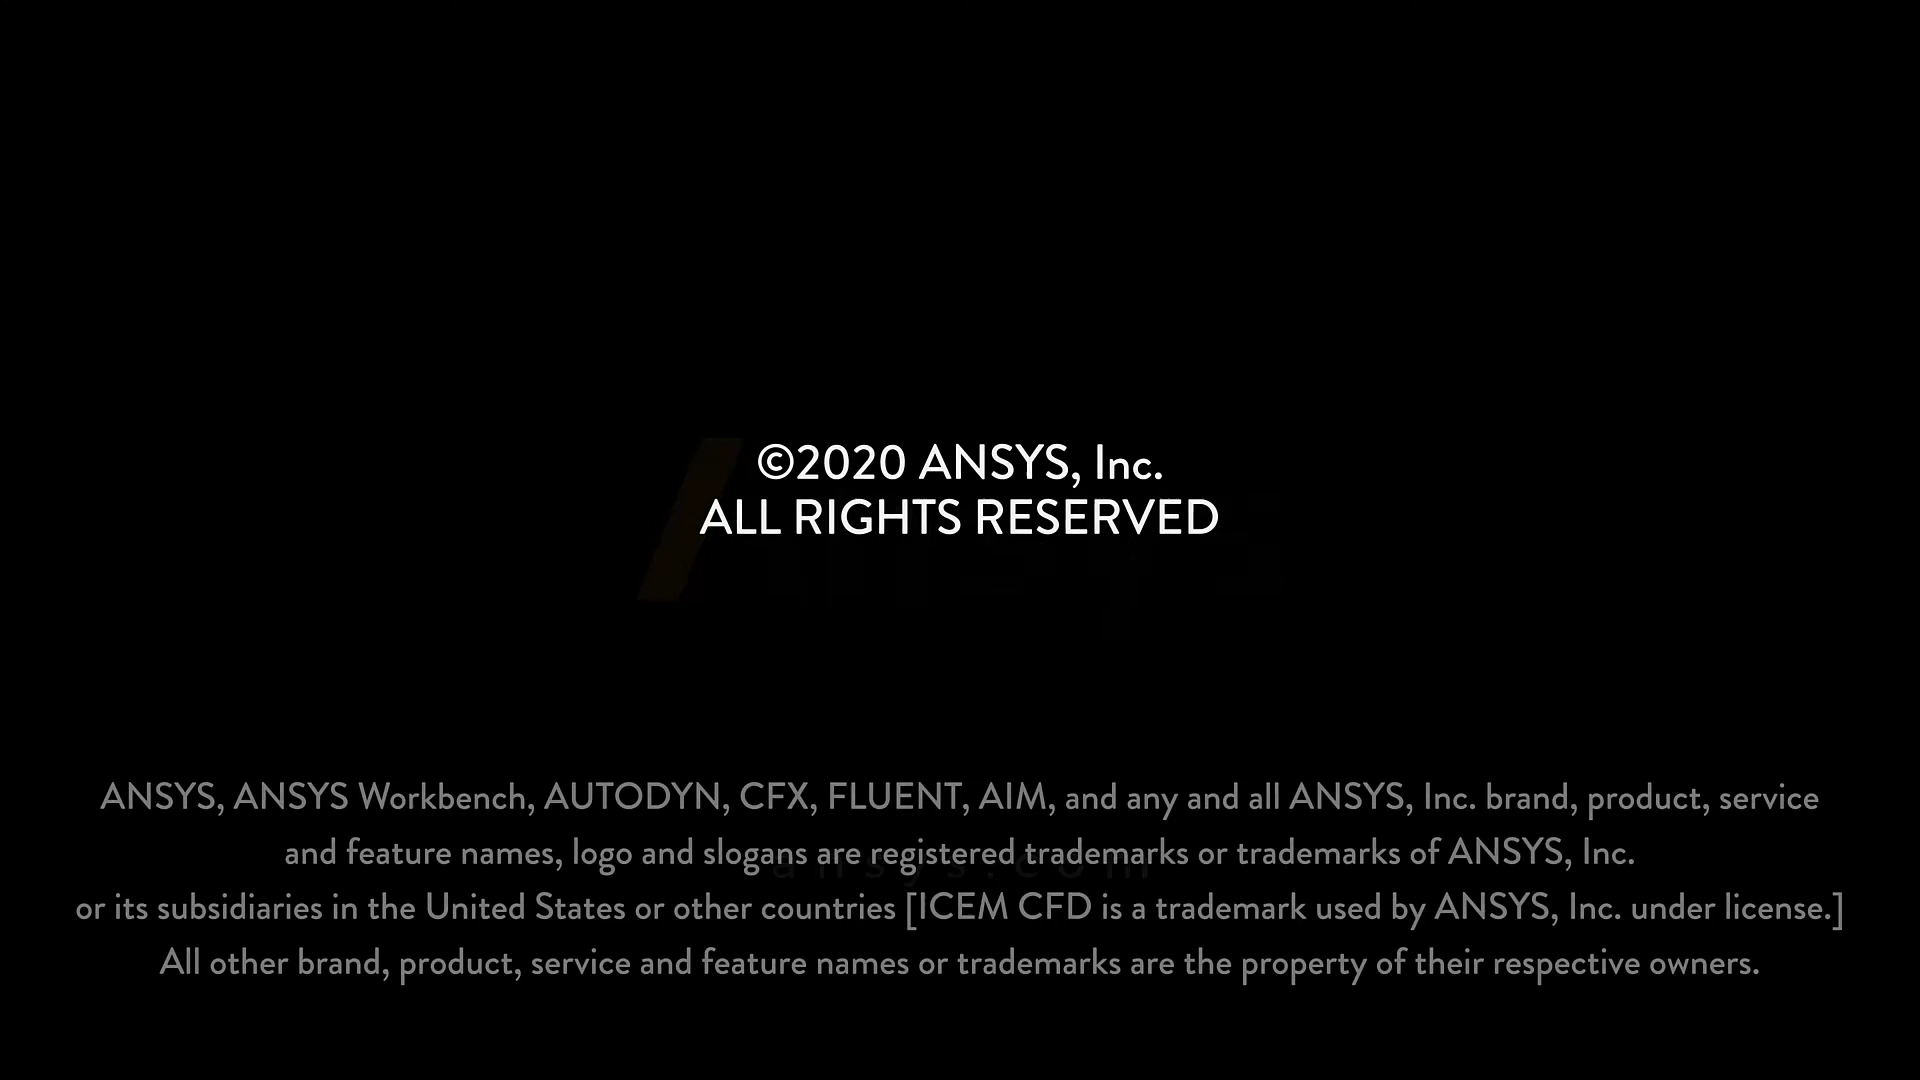 ©2020 ANSYS, Inc.
ALL RIGHTS RESERVED
ANSYS, ANSYS Workbench, AUTODYN, CFX, FLUENT, AIM, and any and all ANSYS, Inc. brand, product, service
and feature names, logo and slogans are registered trademarks or trademarks of ANSYS, Inc.
ansys.com
or its subsidiaries in the United States or other countries [ICEM CFD is a trademark used by ANSYS, Inc. under license.]
All other brand, product, service and feature names or trademarks are the property of their respective owners.